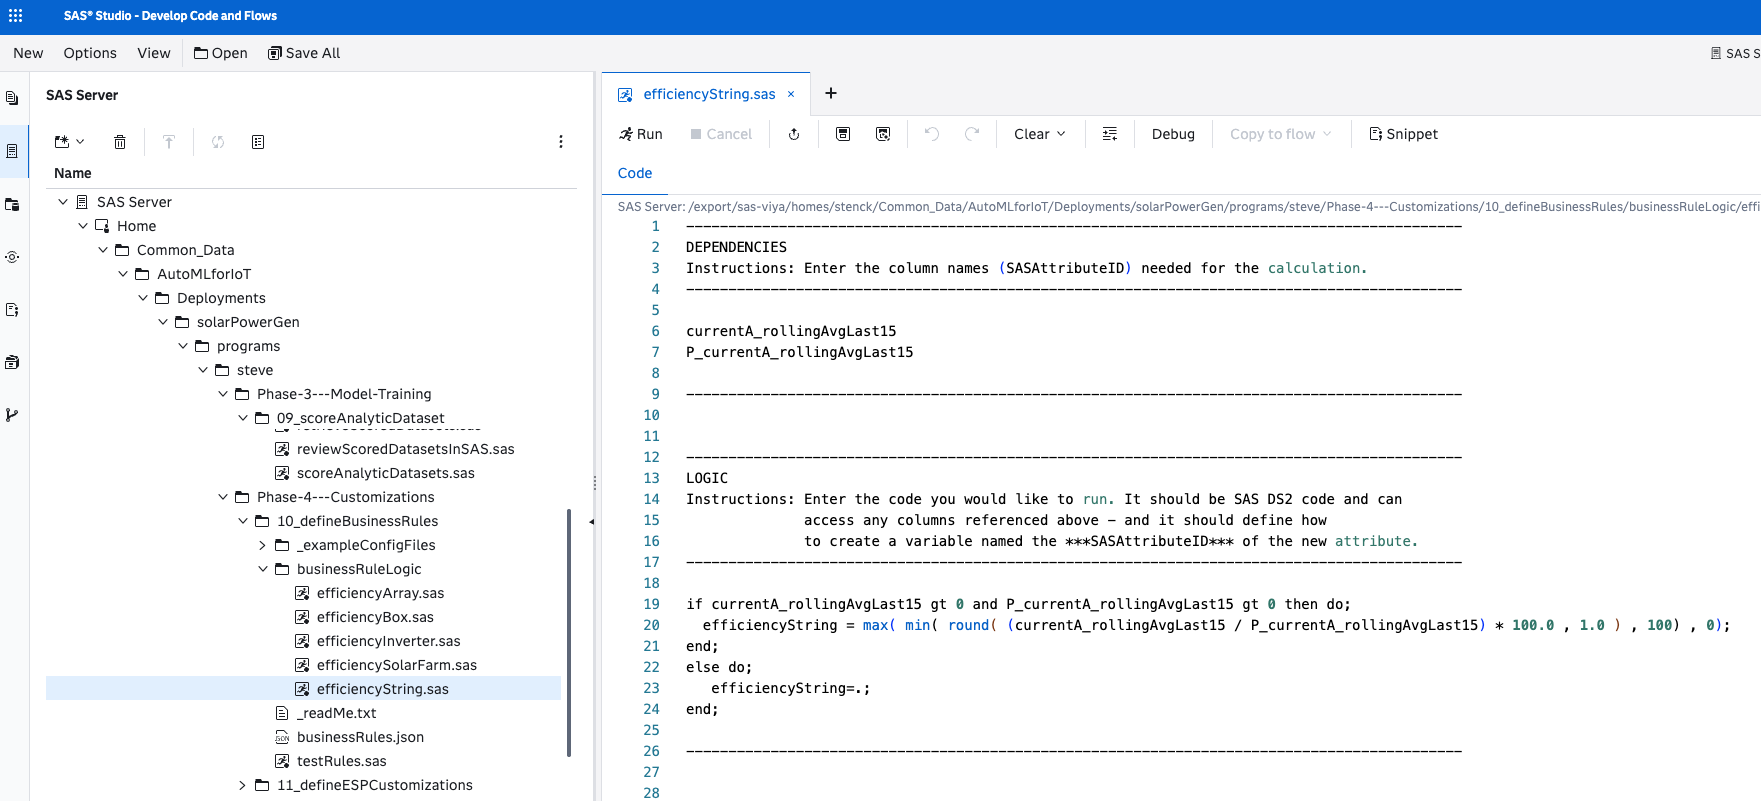 SAS® Studio - Develop Code and Flows
New Options View Open Save All SAS S
SAS Server
Name
SAS Server
Home
Common_Data
AutoMLforIoT
Deployments
solarPowerGen
programs
steve
Phase-3---Model-Training
09_scoreAnalyticDataset
reviewScoredDatasetsInSAS.sas
scoreAnalyticDatasets.sas
Phase-4---Customizations
10_defineBusinessRules
_exampleConfigFiles
businessRuleLogic
efficiencyArray.sas
efficiencyBox.sas
efficiencyInverter.sas
efficiencySolarFarm.sas
efficiencyString.sas
_readMe.txt
JSON businessRules.json
testRules.sas
11_defineESPCustomizations
efficiencyString.sas × +
Run Cancel Clear Debug Copy to flow Snippet
Code
SAS Server: /export/sas-viya/homes/stenck/Common_Data/AutoMLforIoT/Deployments/solarPowerGen/programs/steve/Phase-4---Customizations/10_defineBusinessRules/businessRuleLogic/effi
1 --------------------------------------------------------------------------------------------
2 DEPENDENCIES
3 Instructions: Enter the column names (SASAttributeID) needed for the calculation.
4 --------------------------------------------------------------------------------------------
5
6 currentA_rollingAvgLast15
7 P_currentA_rollingAvgLast15
8
9 --------------------------------------------------------------------------------------------
10
11
12 --------------------------------------------------------------------------------------------
13 LOGIC
14 Instructions: Enter the code you would like to run. It should be SAS DS2 code and can
15 access any columns referenced above - and it should define how
16 to create a variable named the ***SASAttributeID*** of the new attribute.
17 --------------------------------------------------------------------------------------------
18
19 if currentA_rollingAvgLast15 gt 0 and P_currentA_rollingAvgLast15 gt 0 then do;
20 efficiencyString = max( min( round( (currentA_rollingAvgLast15 / P_currentA_rollingAvgLast15) * 100.0 , 1.0 ) , 100) , 0);
21 end;
22 else do;
23 efficiencyString=.;
24 end;
25
26 --------------------------------------------------------------------------------------------
27
28